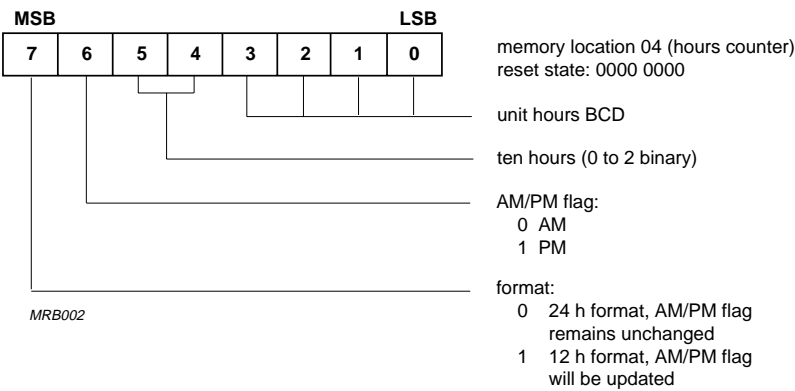 MSB LSB
7 6 5 4 3 2 1 0
memory location 04 (hours counter)
reset state: 0000 0000
unit hours BCD
ten hours (0 to 2 binary)
AM/PM flag:
0 AM
1 PM
format:
0 24 h format, AM/PM flag
remains unchanged
1 12 h format, AM/PM flag
will be updated
MRB002